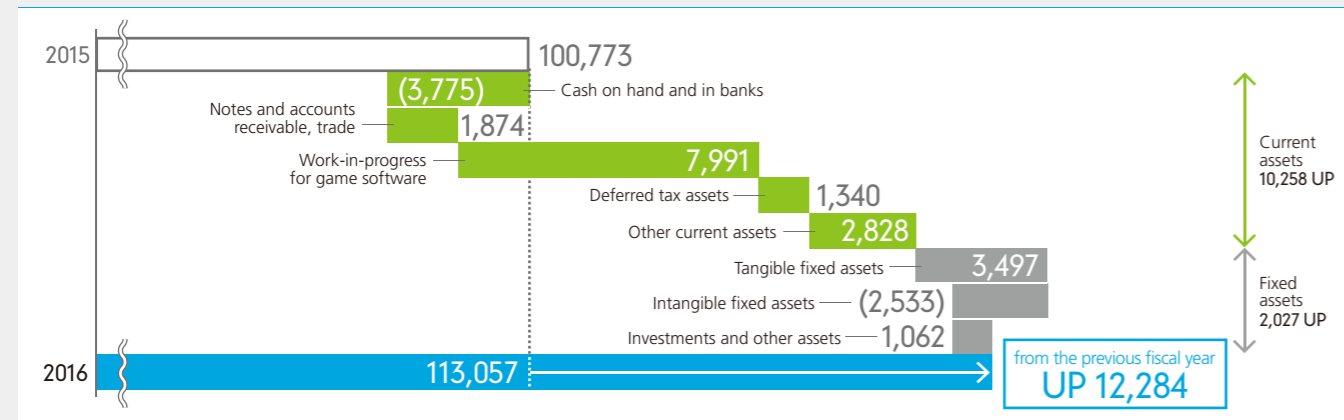 2015
100,773
(3,775)
Cash on hand and in banks
Notes and accounts
receivable, trade
1,874
Work-in-progress
for game software
7,991
Deferred tax assets
1,340
Other current assets
2,828
Tangible fixed assets
3,497
Intangible fixed assets
(2,533)
Investments and other assets
1,062
Current
assets
10,258 UP
Fixed
assets
2,027 UP
2016
113,057
from the previous fiscal year
UP 12,284